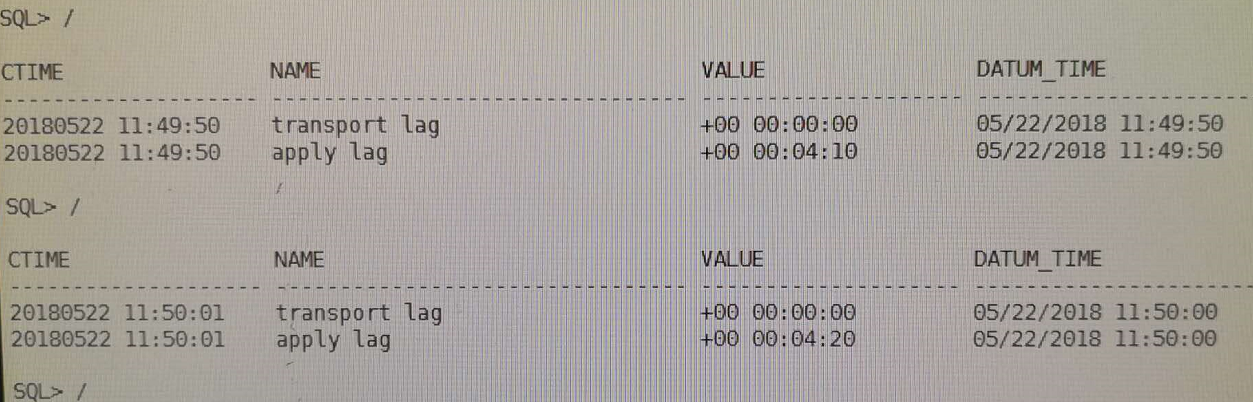 SQL> /
CTIME NAME VALUE DATUM_TIME
-------------------- -------------------------------- -------------------- --------------------
20180522 11:49:50 transport lag +00 00:00:00 05/22/2018 11:49:50
20180522 11:49:50 apply lag +00 00:04:10 05/22/2018 11:49:50
SQL> /
CTIME NAME VALUE DATUM_TIME
-------------------- -------------------------------- -------------------- --------------------
20180522 11:50:01 transport lag +00 00:00:00 05/22/2018 11:50:00
20180522 11:50:01 apply lag +00 00:04:20 05/22/2018 11:50:00
SQL> /